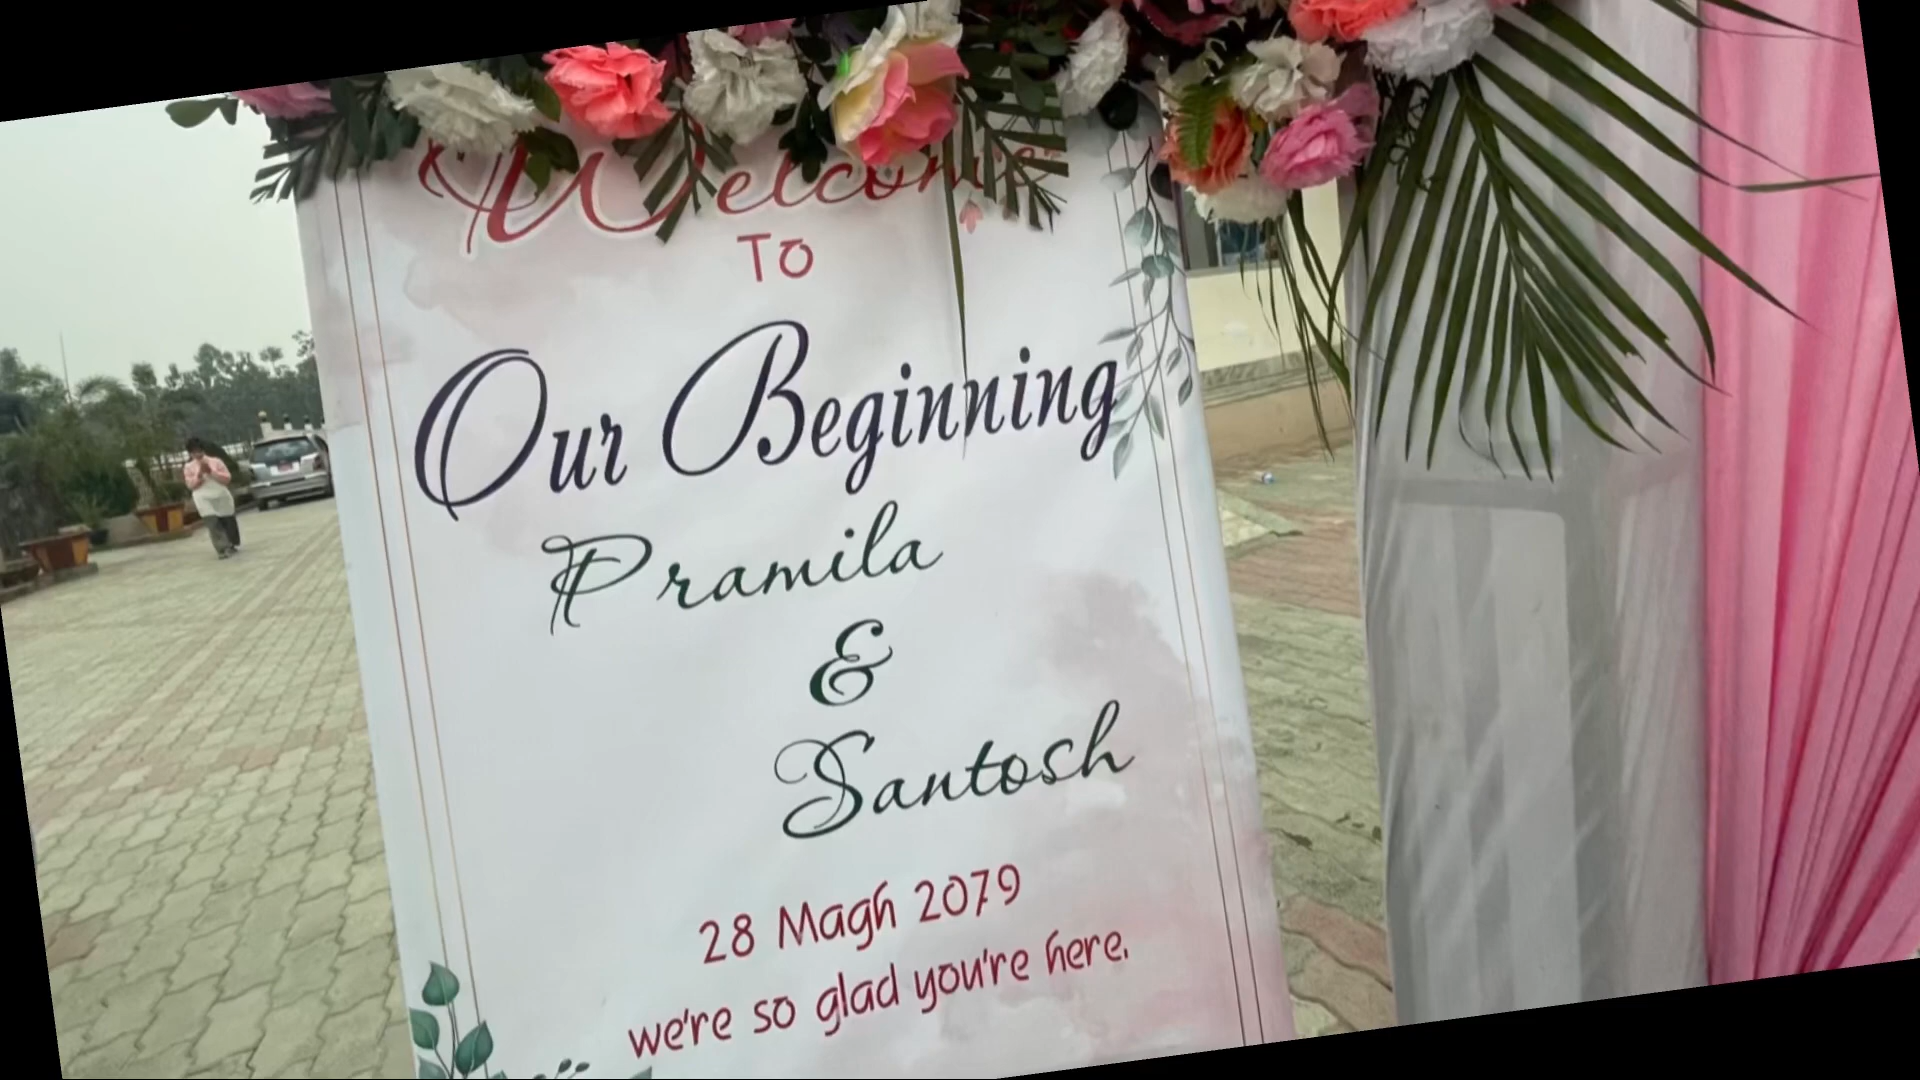 Welcome
To
Our Beginning
Pramila
&
Santosh
28 Magh 2079
we're so glad you're here.